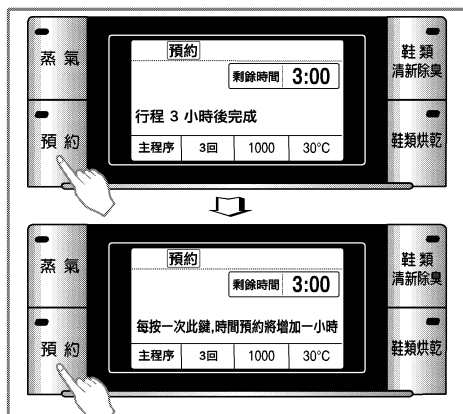 蒸氣
預約
預約
剩餘時間 3:00
行程 3 小時後完成
主程序 3回 1000 30°C
鞋類
清新除臭
鞋類烘乾
蒸氣
預約
預約
剩餘時間 3:00
每按一次此鍵,時間預約將增加一小時
主程序 3回 1000 30°C
鞋類
清新除臭
鞋類烘乾